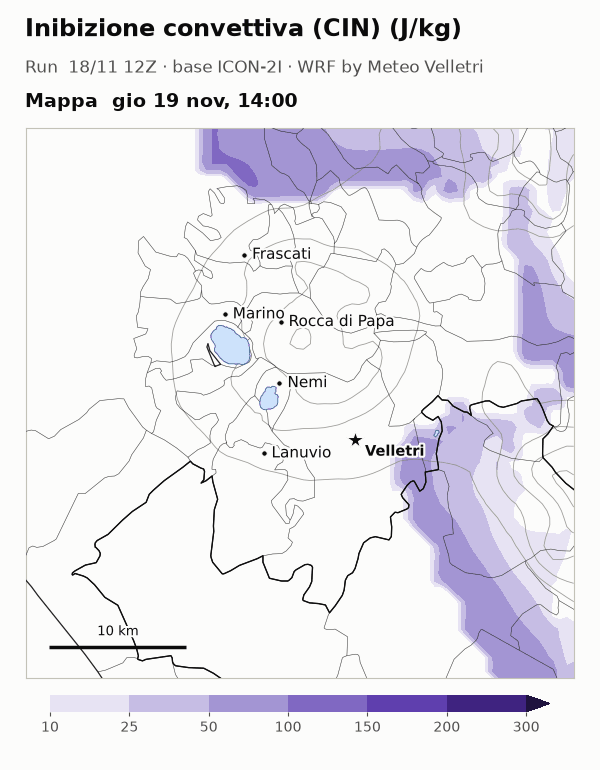 Inibizione convettiva (CIN) (J/kg)
Run  18/11 12Z · base ICON-2I · WRF by Meteo Velletri
Mappa  gio 19 nov, 14:00
Frascati
Marino
Rocca di Papa
Nemi
Velletri
Lanuvio
10 km
10 25 50 100 150 200 300